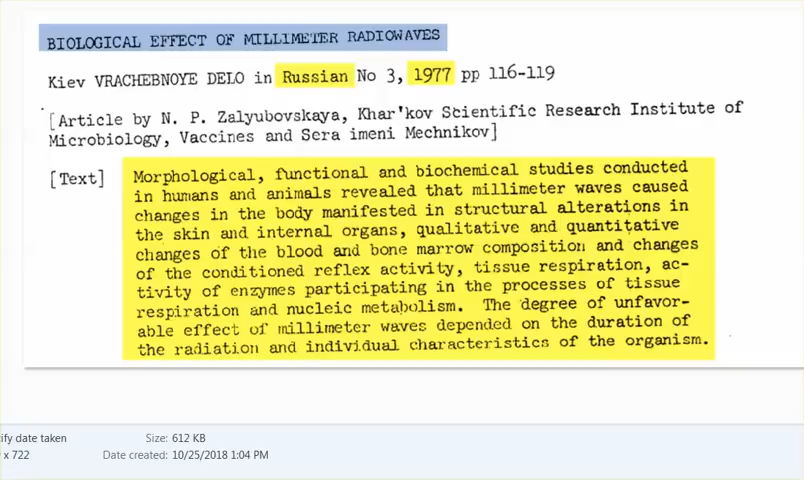 BIOLOGICAL EFFECT OF MILLIMETER RADIOWAVES
Kiev VRACHEBNOYE DELO in Russian No 3, 1977 pp 116-119
[Article by N. P. Zalyubovskaya, Khar'kov Scientific Research Institute of
Microbiology, Vaccines and Sera imeni Mechnikov]
[Text] Morphological, functional and biochemical studies conducted
in humans and animals revealed that millimeter waves caused
changes in the body manifested in structural alterations in
the skin and internal organs, qualitative and quantitative
changes of the blood and bone marrow composition and changes
of the conditioned reflex activity, tissue respiration, ac-
tivity of enzymes participating in the processes of tissue
respiration and nucleic metabolism. The degree of unfavor-
able effect of millimeter waves depended on the duration of
the radiation and individual characteristics of the organism.
ify date taken Size: 612 KB
x 722 Date created: 10/25/2018 1:04 PM